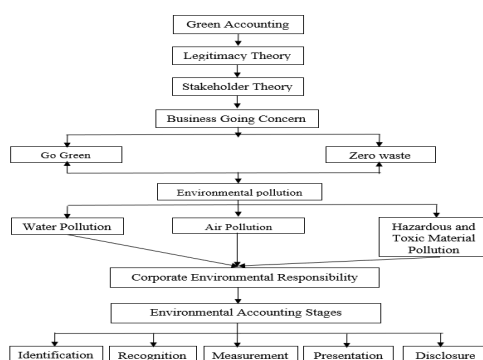 Green Accounting
Legitimacy Theory
Stakeholder Theory
Business Going Concern
Go Green
Zero waste
Environmental pollution
Water Pollution
Air Pollution
Hazardous and
Toxic Material
Pollution
Corporate Environmental Responsibility
Environmental Accounting Stages
Identification
Recognition
Measurement
Presentation
Disclosure